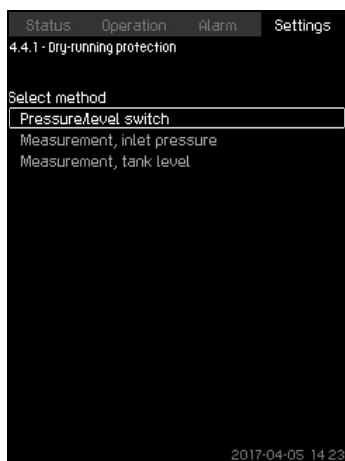 Status Operation Alarm Settings
4.4.1 - Dry-running protection
Select method
Pressure/level switch
Measurement, inlet pressure
Measurement, tank level
2017-04-05 14:23